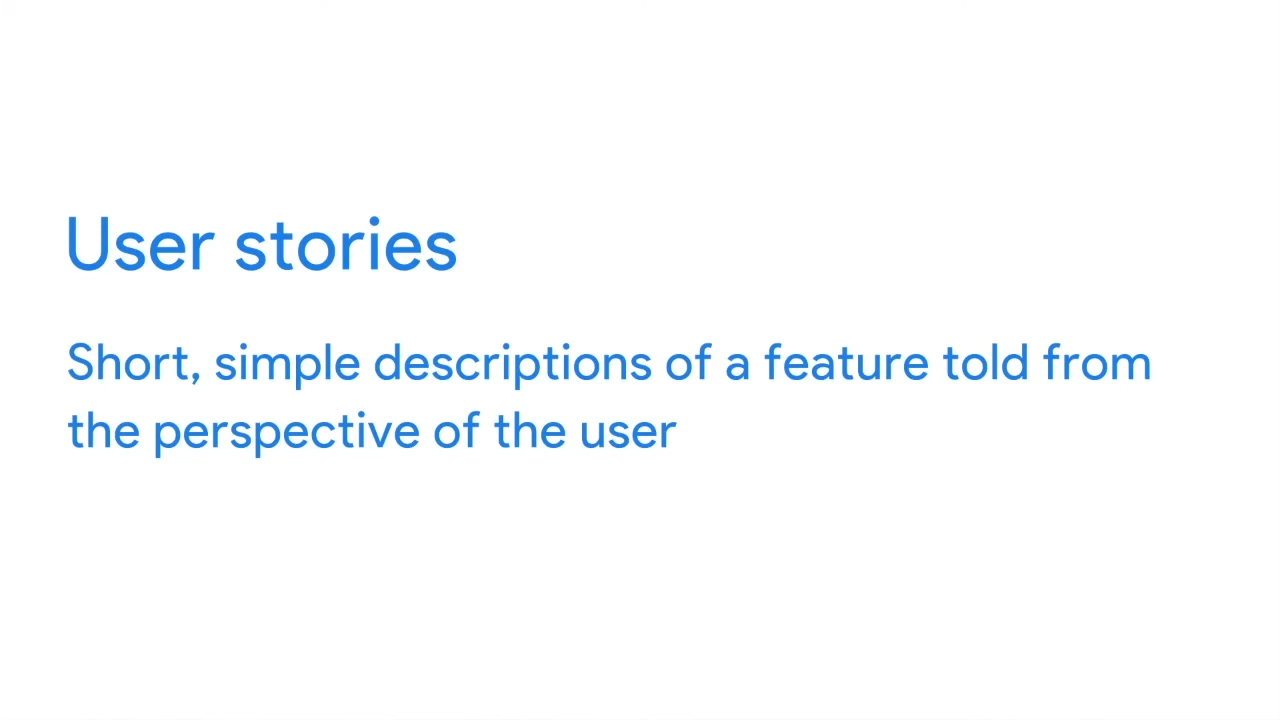 User stories
Short, simple descriptions of a feature told from
the perspective of the user